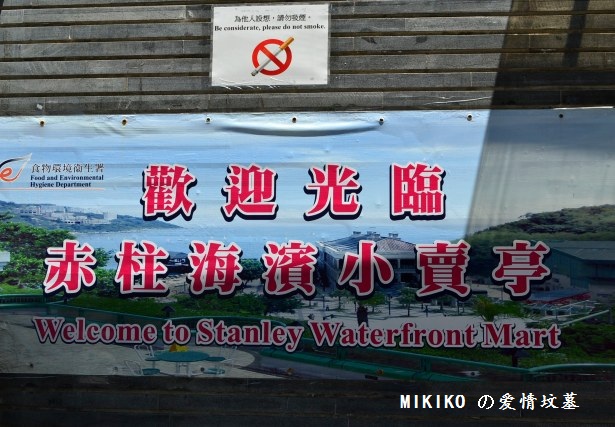 為他人設想，請勿吸煙。
Be considerate, please do not smoke.
食物環境衞生署
Food and Environmental
Hygiene Department
歡迎光臨
赤柱海濱小賣亭
Welcome to Stanley Waterfront Mart
MIKIKO の爱情坟墓